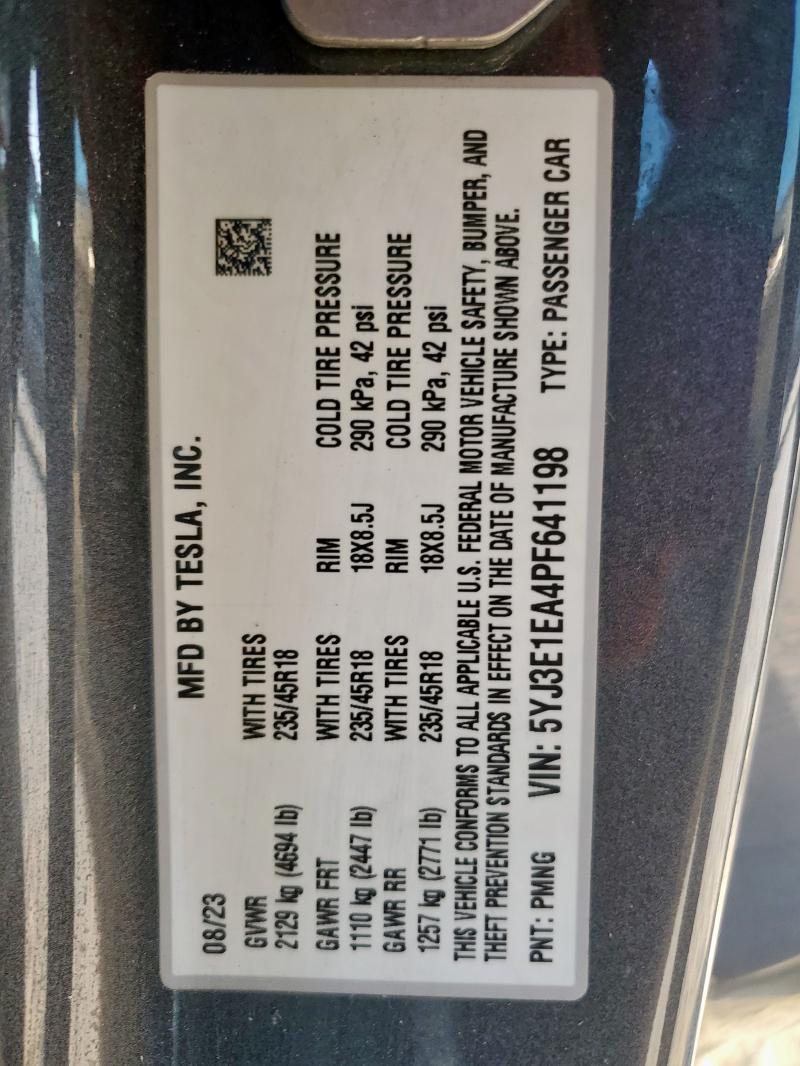 MFD BY TESLA, INC.
08/23
GVWR WITH TIRES
2129 kg (4694 lb) 235/45R18
GAWR FRT WITH TIRES RIM COLD TIRE PRESSURE
1110 kg (2447 lb) 235/45R18 18X8.5J 290 kPa, 42 psi
GAWR RR WITH TIRES RIM COLD TIRE PRESSURE
1257 kg (2771 lb) 235/45R18 18X8.5J 290 kPa, 42 psi
THIS VEHICLE CONFORMS TO ALL APPLICABLE U.S. FEDERAL MOTOR VEHICLE SAFETY, BUMPER, AND
THEFT PREVENTION STANDARDS IN EFFECT ON THE DATE OF MANUFACTURE SHOWN ABOVE.
PNT: PMNG VIN: 5YJ3E1EA4PF641198 TYPE: PASSENGER CAR